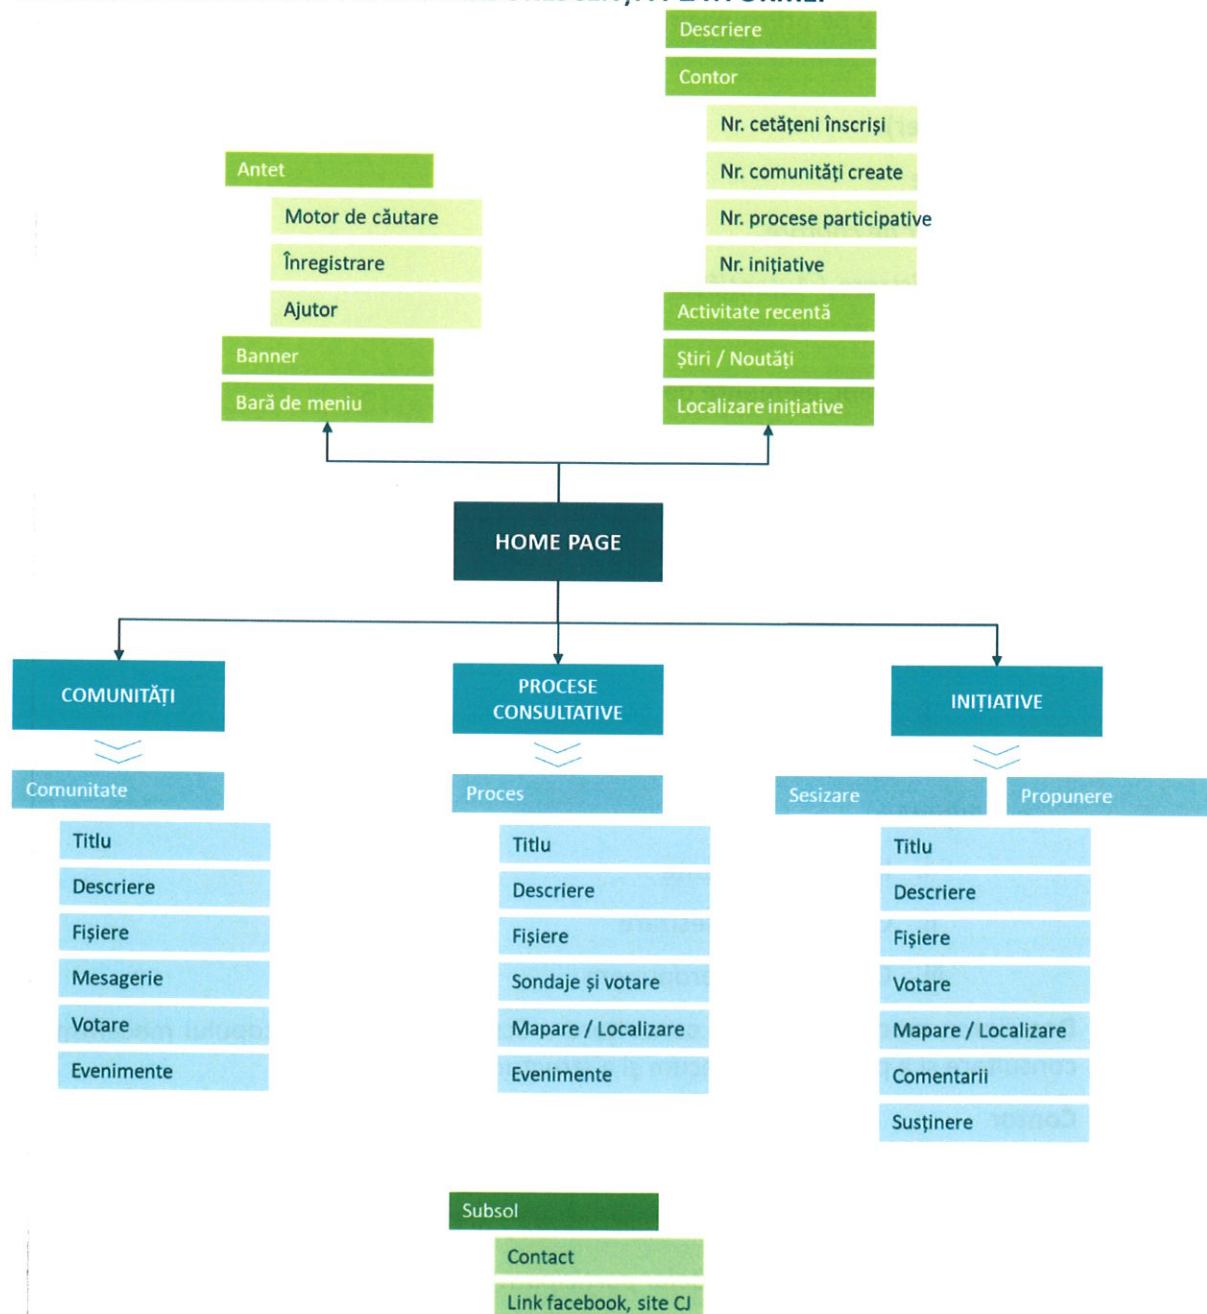 Descriere
Contor
Nr. cetățeni înscriși
Nr. comunități create
Nr. procese participative
Nr. inițiative
Activitate recentă
Știri / Noutăți
Localizare inițiative
Antet
Motor de căutare
Înregistrare
Ajutor
Banner
Bară de meniu
HOME PAGE
COMUNITĂȚI
Comunitate
Titlu
Descriere
Fișiere
Mesagerie
Votare
Evenimente
PROCESE
CONSULTATIVE
Proces
Titlu
Descriere
Fișiere
Sondaje și votare
Mapare / Localizare
Evenimente
INIȚIATIVE
Sesizare
Propunere
Titlu
Descriere
Fișiere
Votare
Mapare / Localizare
Comentarii
Susținere
Subsol
Contact
Link facebook, site CJ